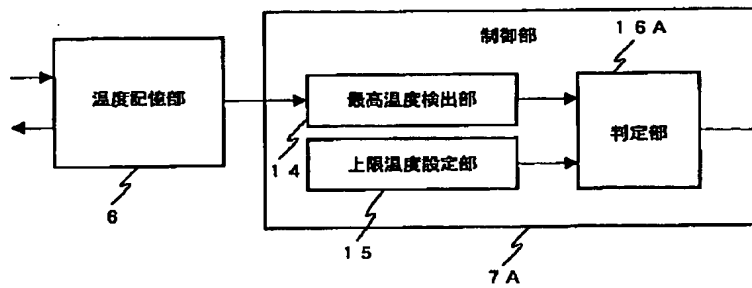 制御部
１６Ａ
温度記憶部
最高温度検出部
判定部
１４
上限温度設定部
６
１５
７Ａ